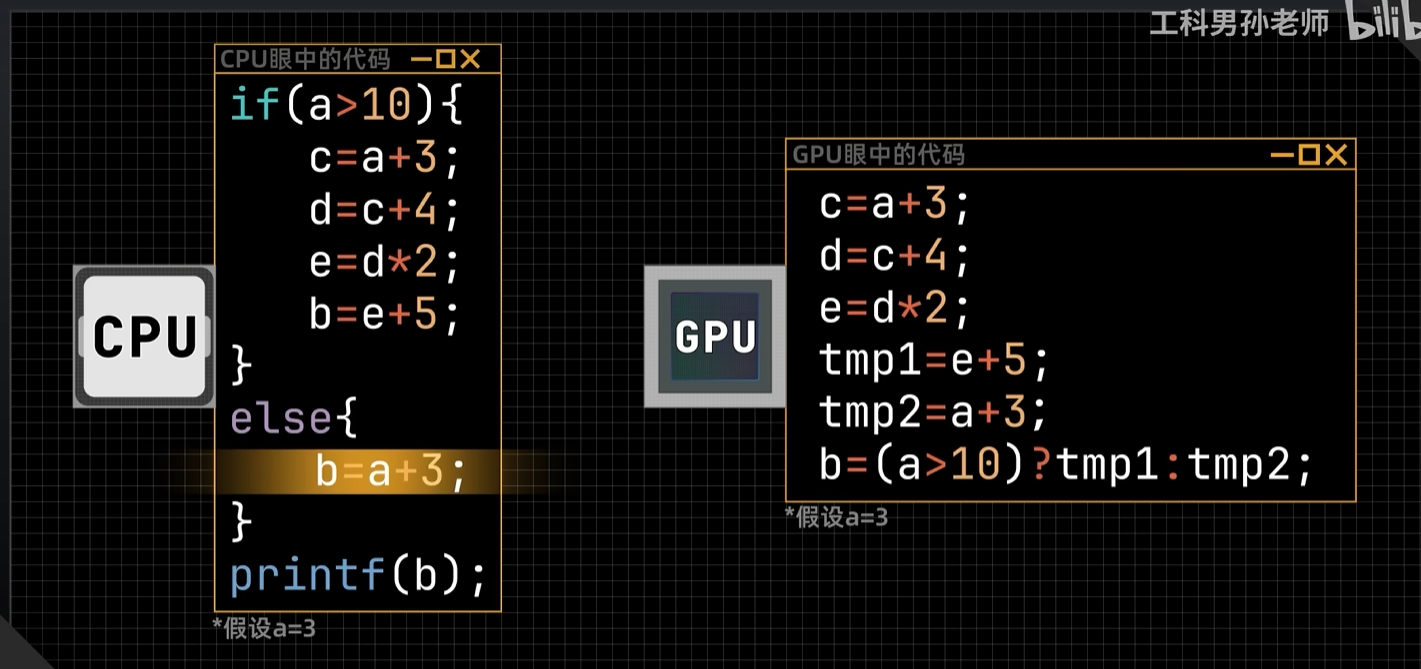 工科男孙老师 bilib
CPU眼中的代码
if(a>10){
c=a+3;
d=c+4;
e=d*2;
b=e+5;
}
else{
b=a+3;
}
printf(b);
*假设a=3
CPU
GPU眼中的代码
c=a+3;
d=c+4;
e=d*2;
tmp1=e+5;
tmp2=a+3;
b=(a>10)?tmp1:tmp2;
*假设a=3
GPU